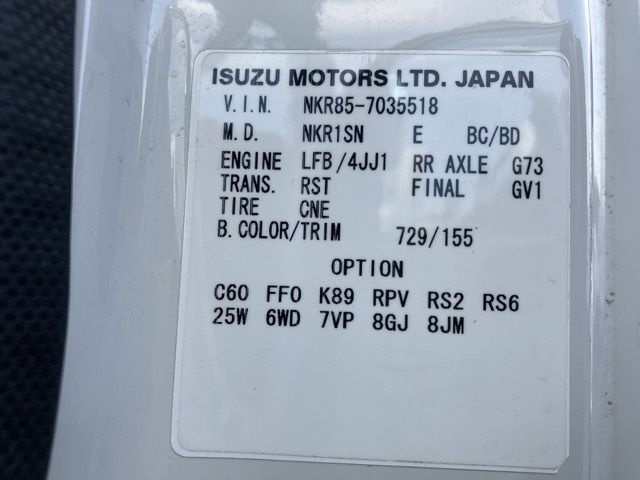 ISUZU MOTORS LTD. JAPAN
V.I.N. NKR85-7035518
M.D. NKR1SN E BC/BD
ENGINE LFB/4JJ1 RR AXLE G73
TRANS. RST FINAL GV1
TIRE CNE
B.COLOR/TRIM 729/155
OPTION
C60 FF0 K89 RPV RS2 RS6
25W 6WD 7VP 8GJ 8JM